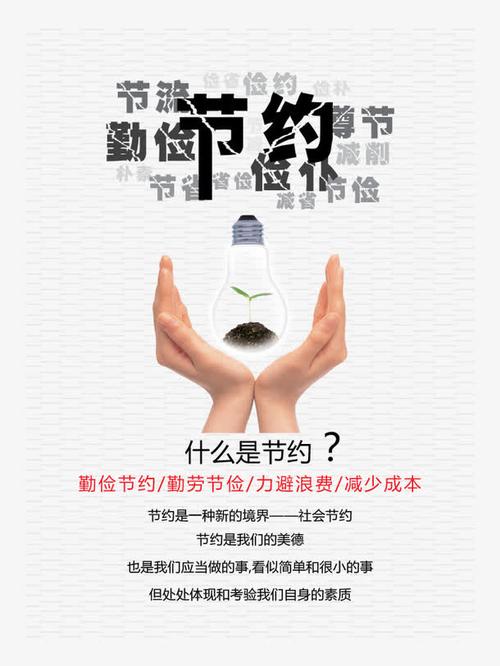 俭省 俭约 俭朴
节流 节约 撙节
勤俭 减削
朴素 节省 省俭 俭朴 减省 节俭
什么是节约？
勤俭节约/勤劳节俭/力避浪费/减少成本
节约是一种新的境界——社会节约
节约是我们的美德
也是我们应当做的事,看似简单和很小的事
但处处体现和考验我们自身的素质